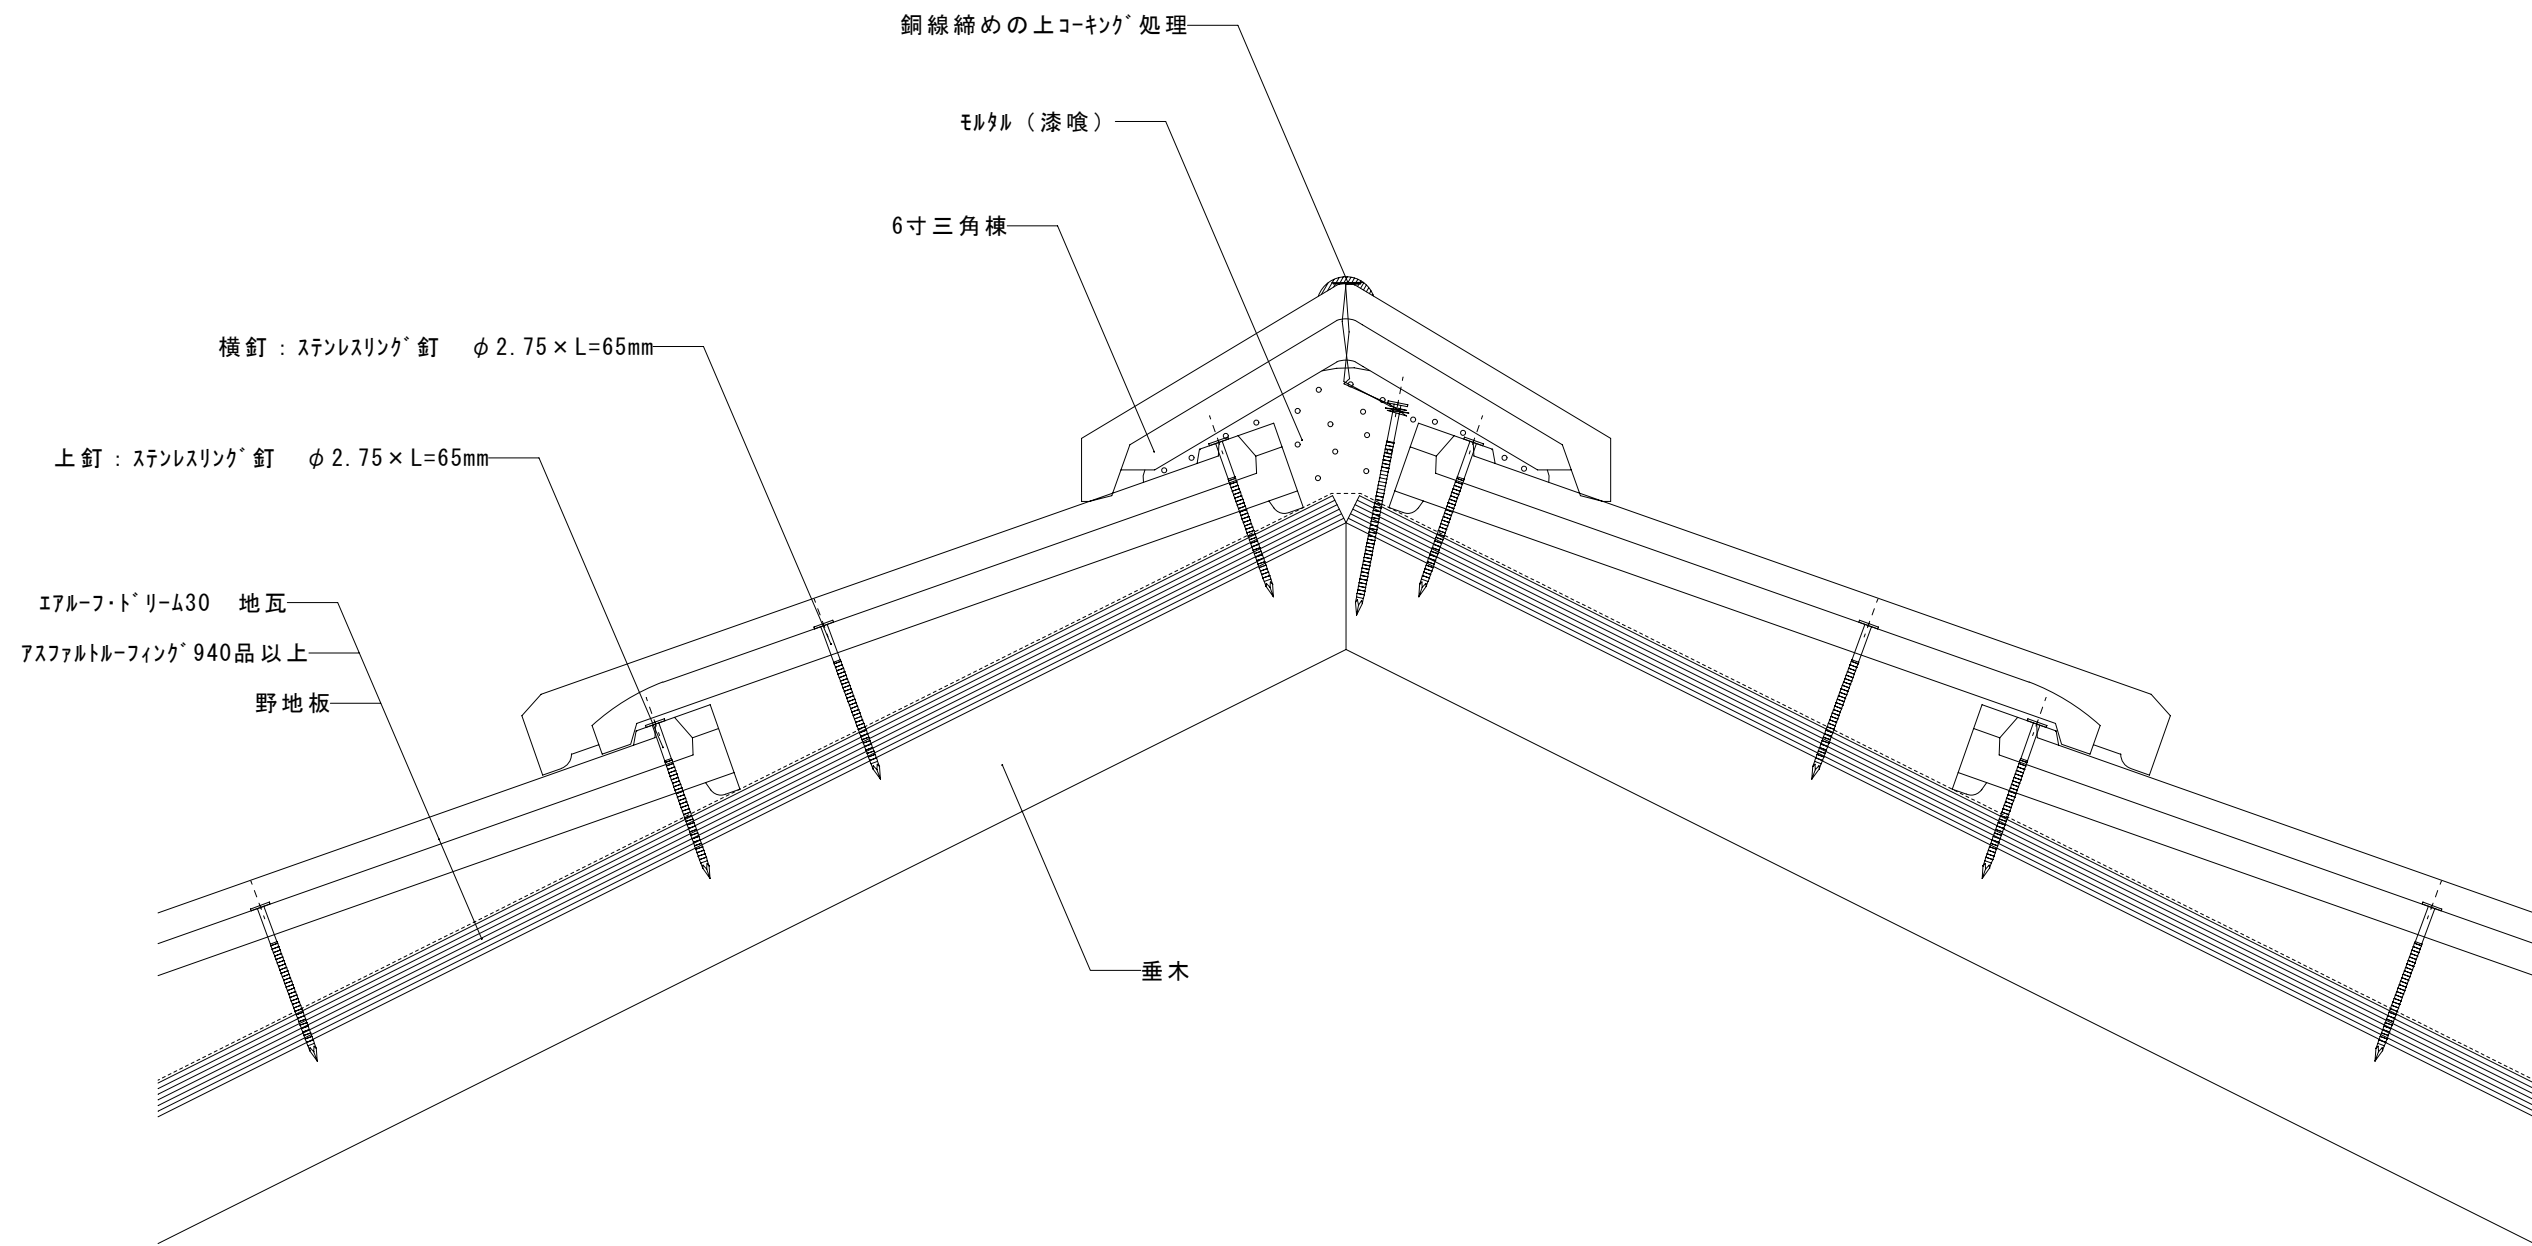 銅線締めの上ｺｰｷﾝｸﾞ処理
ﾓﾙﾀﾙ（漆喰）
6寸三角棟
横釘：ｽﾃﾝﾚｽﾘﾝｸﾞ釘　φ2.75×L=65mm
上釘：ｽﾃﾝﾚｽﾘﾝｸﾞ釘　φ2.75×L=65mm
ｴｱﾙｰﾌ･ﾄﾞﾘｰﾑ30　地瓦
ｱｽﾌｧﾙﾄﾙｰﾌｨﾝｸﾞ940品以上
野地板
垂木